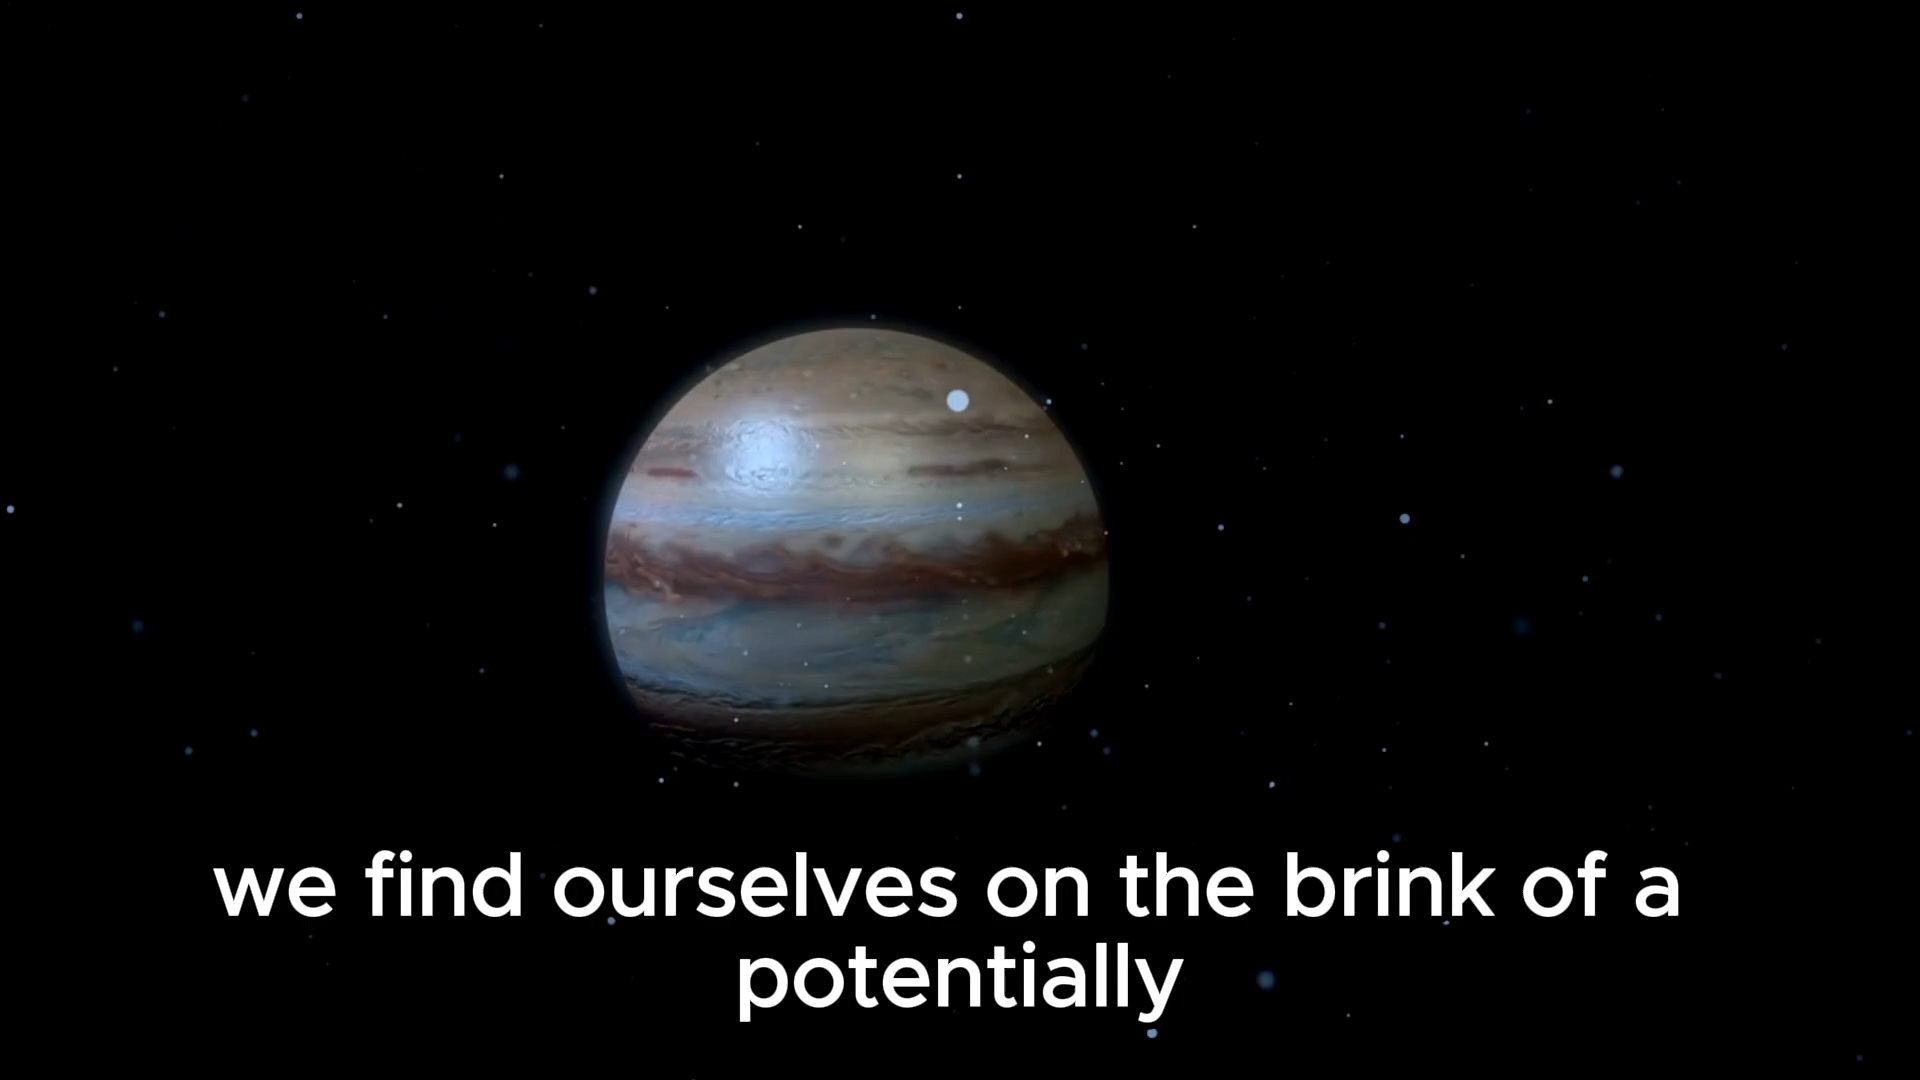 we find ourselves on the brink of a
potentially